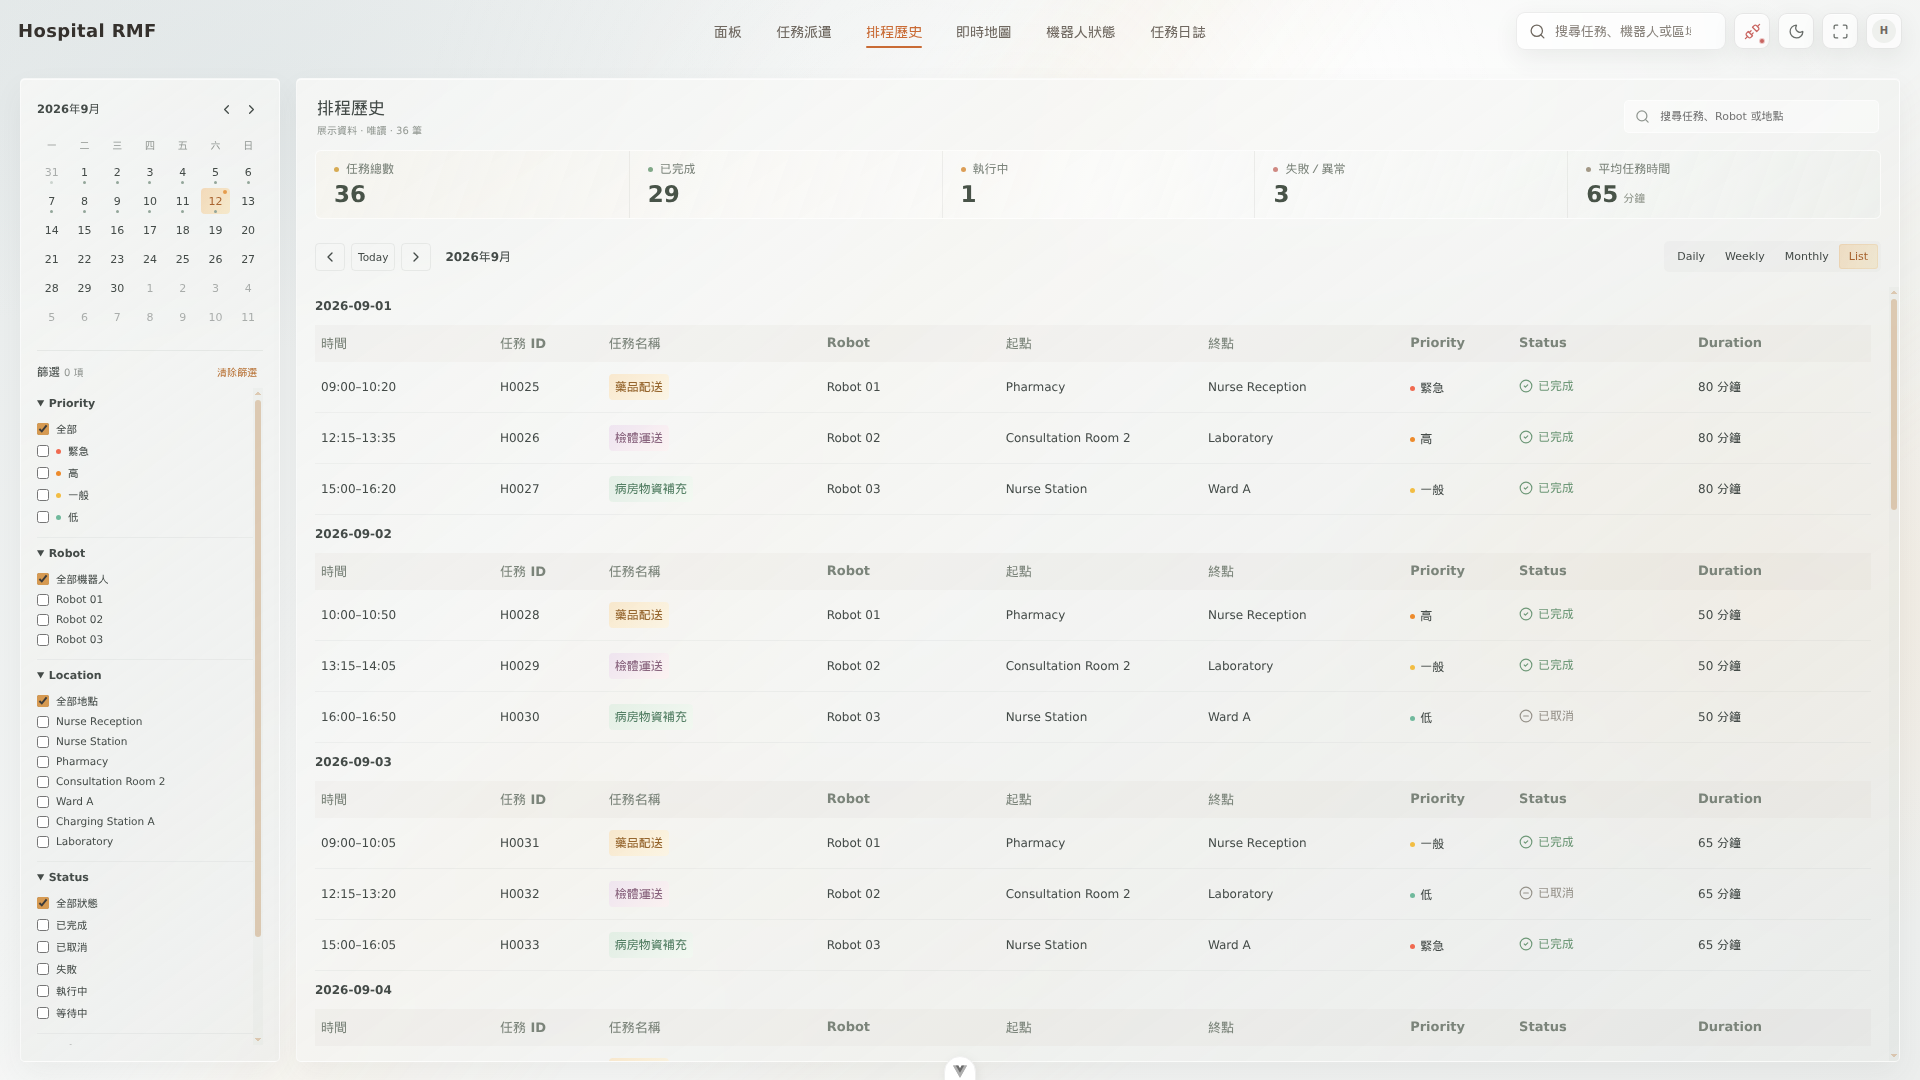 Hospital RMF
面板 任務派遣 排程歷史 即時地圖 機器人狀態 任務日誌
搜尋任務、機器人或區
H
2026年9月
一 二 三 四 五 六 日
31 1 2 3 4 5 6
7 8 9 10 11 12 13
14 15 16 17 18 19 20
21 22 23 24 25 26 27
28 29 30 1 2 3 4
5 6 7 8 9 10 11
篩選 0 項 清除篩選
Priority
全部
緊急
高
一般
低
Robot
全部機器人
Robot 01
Robot 02
Robot 03
Location
全部地點
Nurse Reception
Nurse Station
Pharmacy
Consultation Room 2
Ward A
Charging Station A
Laboratory
Status
全部狀態
已完成
已取消
失敗
執行中
等待中
排程歷史
展示資料 · 唯讀 · 36 筆
搜尋任務、Robot 或地點
任務總數 已完成 執行中 失敗 / 異常 平均任務時間
36 29 1 3 65 分鐘
Today 2026年9月 Daily Weekly Monthly List
2026-09-01
時間 任務 ID 任務名稱 Robot 起點 終點 Priority Status Duration
09:00–10:20 H0025 藥品配送 Robot 01 Pharmacy Nurse Reception 緊急 已完成 80 分鐘
12:15–13:35 H0026 檢體運送 Robot 02 Consultation Room 2 Laboratory 高 已完成 80 分鐘
15:00–16:20 H0027 病房物資補充 Robot 03 Nurse Station Ward A 一般 已完成 80 分鐘
2026-09-02
時間 任務 ID 任務名稱 Robot 起點 終點 Priority Status Duration
10:00–10:50 H0028 藥品配送 Robot 01 Pharmacy Nurse Reception 高 已完成 50 分鐘
13:15–14:05 H0029 檢體運送 Robot 02 Consultation Room 2 Laboratory 一般 已完成 50 分鐘
16:00–16:50 H0030 病房物資補充 Robot 03 Nurse Station Ward A 低 已取消 50 分鐘
2026-09-03
時間 任務 ID 任務名稱 Robot 起點 終點 Priority Status Duration
09:00–10:05 H0031 藥品配送 Robot 01 Pharmacy Nurse Reception 一般 已完成 65 分鐘
12:15–13:20 H0032 檢體運送 Robot 02 Consultation Room 2 Laboratory 低 已取消 65 分鐘
15:00–16:05 H0033 病房物資補充 Robot 03 Nurse Station Ward A 緊急 已完成 65 分鐘
2026-09-04
時間 任務 ID 任務名稱 Robot 起點 終點 Priority Status Duration